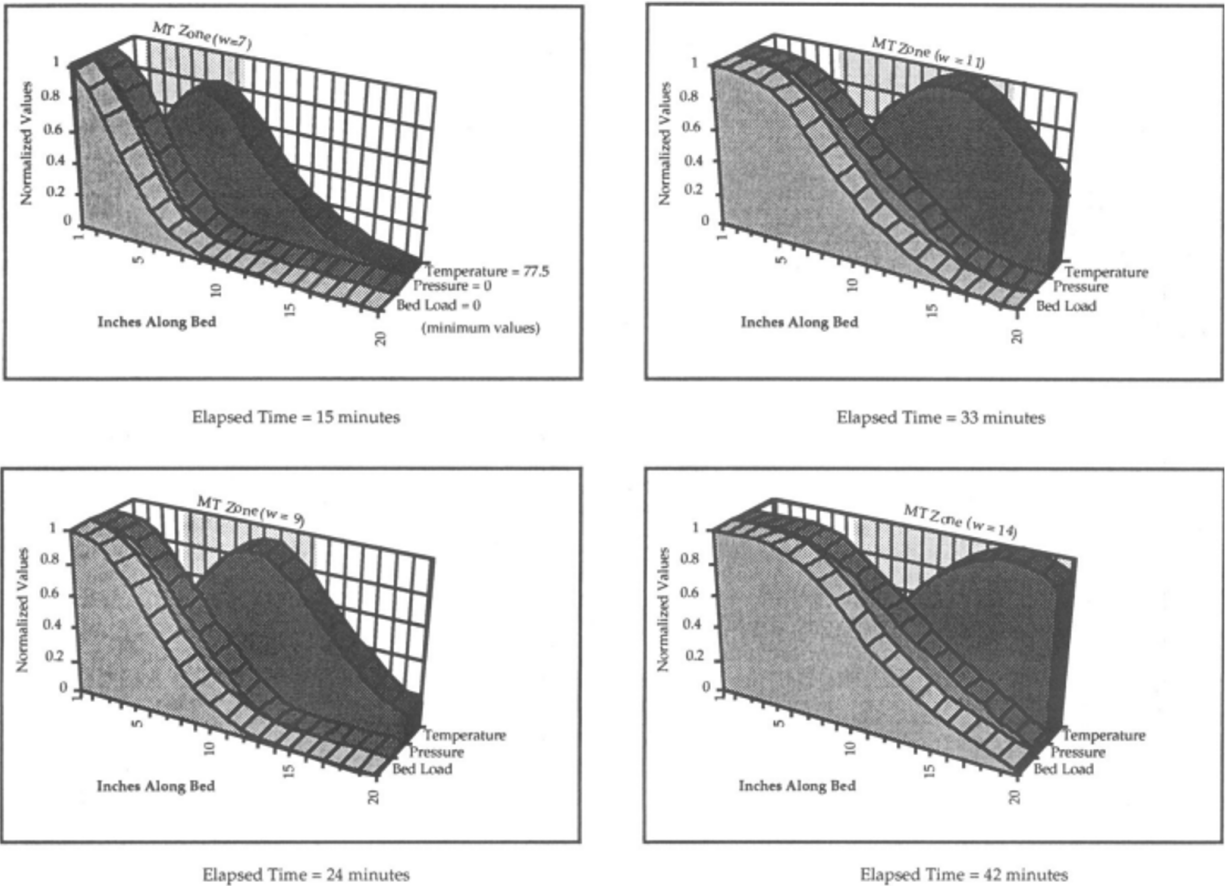 MT Zone (w=7)
Normalized Values
1
0.8
0.6
0.4
0.2
0
1
5
10
15
20
Inches Along Bed
Temperature = 77.5
Pressure = 0
Bed Load = 0
(minimum values)
Elapsed Time = 15 minutes
MT Zone (w = 11)
Normalized Values
1
0.8
0.6
0.4
0.2
0
1
5
10
15
20
Inches Along Bed
Temperature
Pressure
Bed Load
Elapsed Time = 33 minutes
MT Zone (w = 9)
Normalized Values
1
0.8
0.6
0.4
0.2
0
1
5
10
15
20
Inches Along Bed
Temperature
Pressure
Bed Load
Elapsed Time = 24 minutes
MT Zone (w = 14)
Normalized Values
1
0.8
0.6
0.4
0.2
0
1
5
10
15
20
Inches Along Bed
Temperature
Pressure
Bed Load
Elapsed Time = 42 minutes